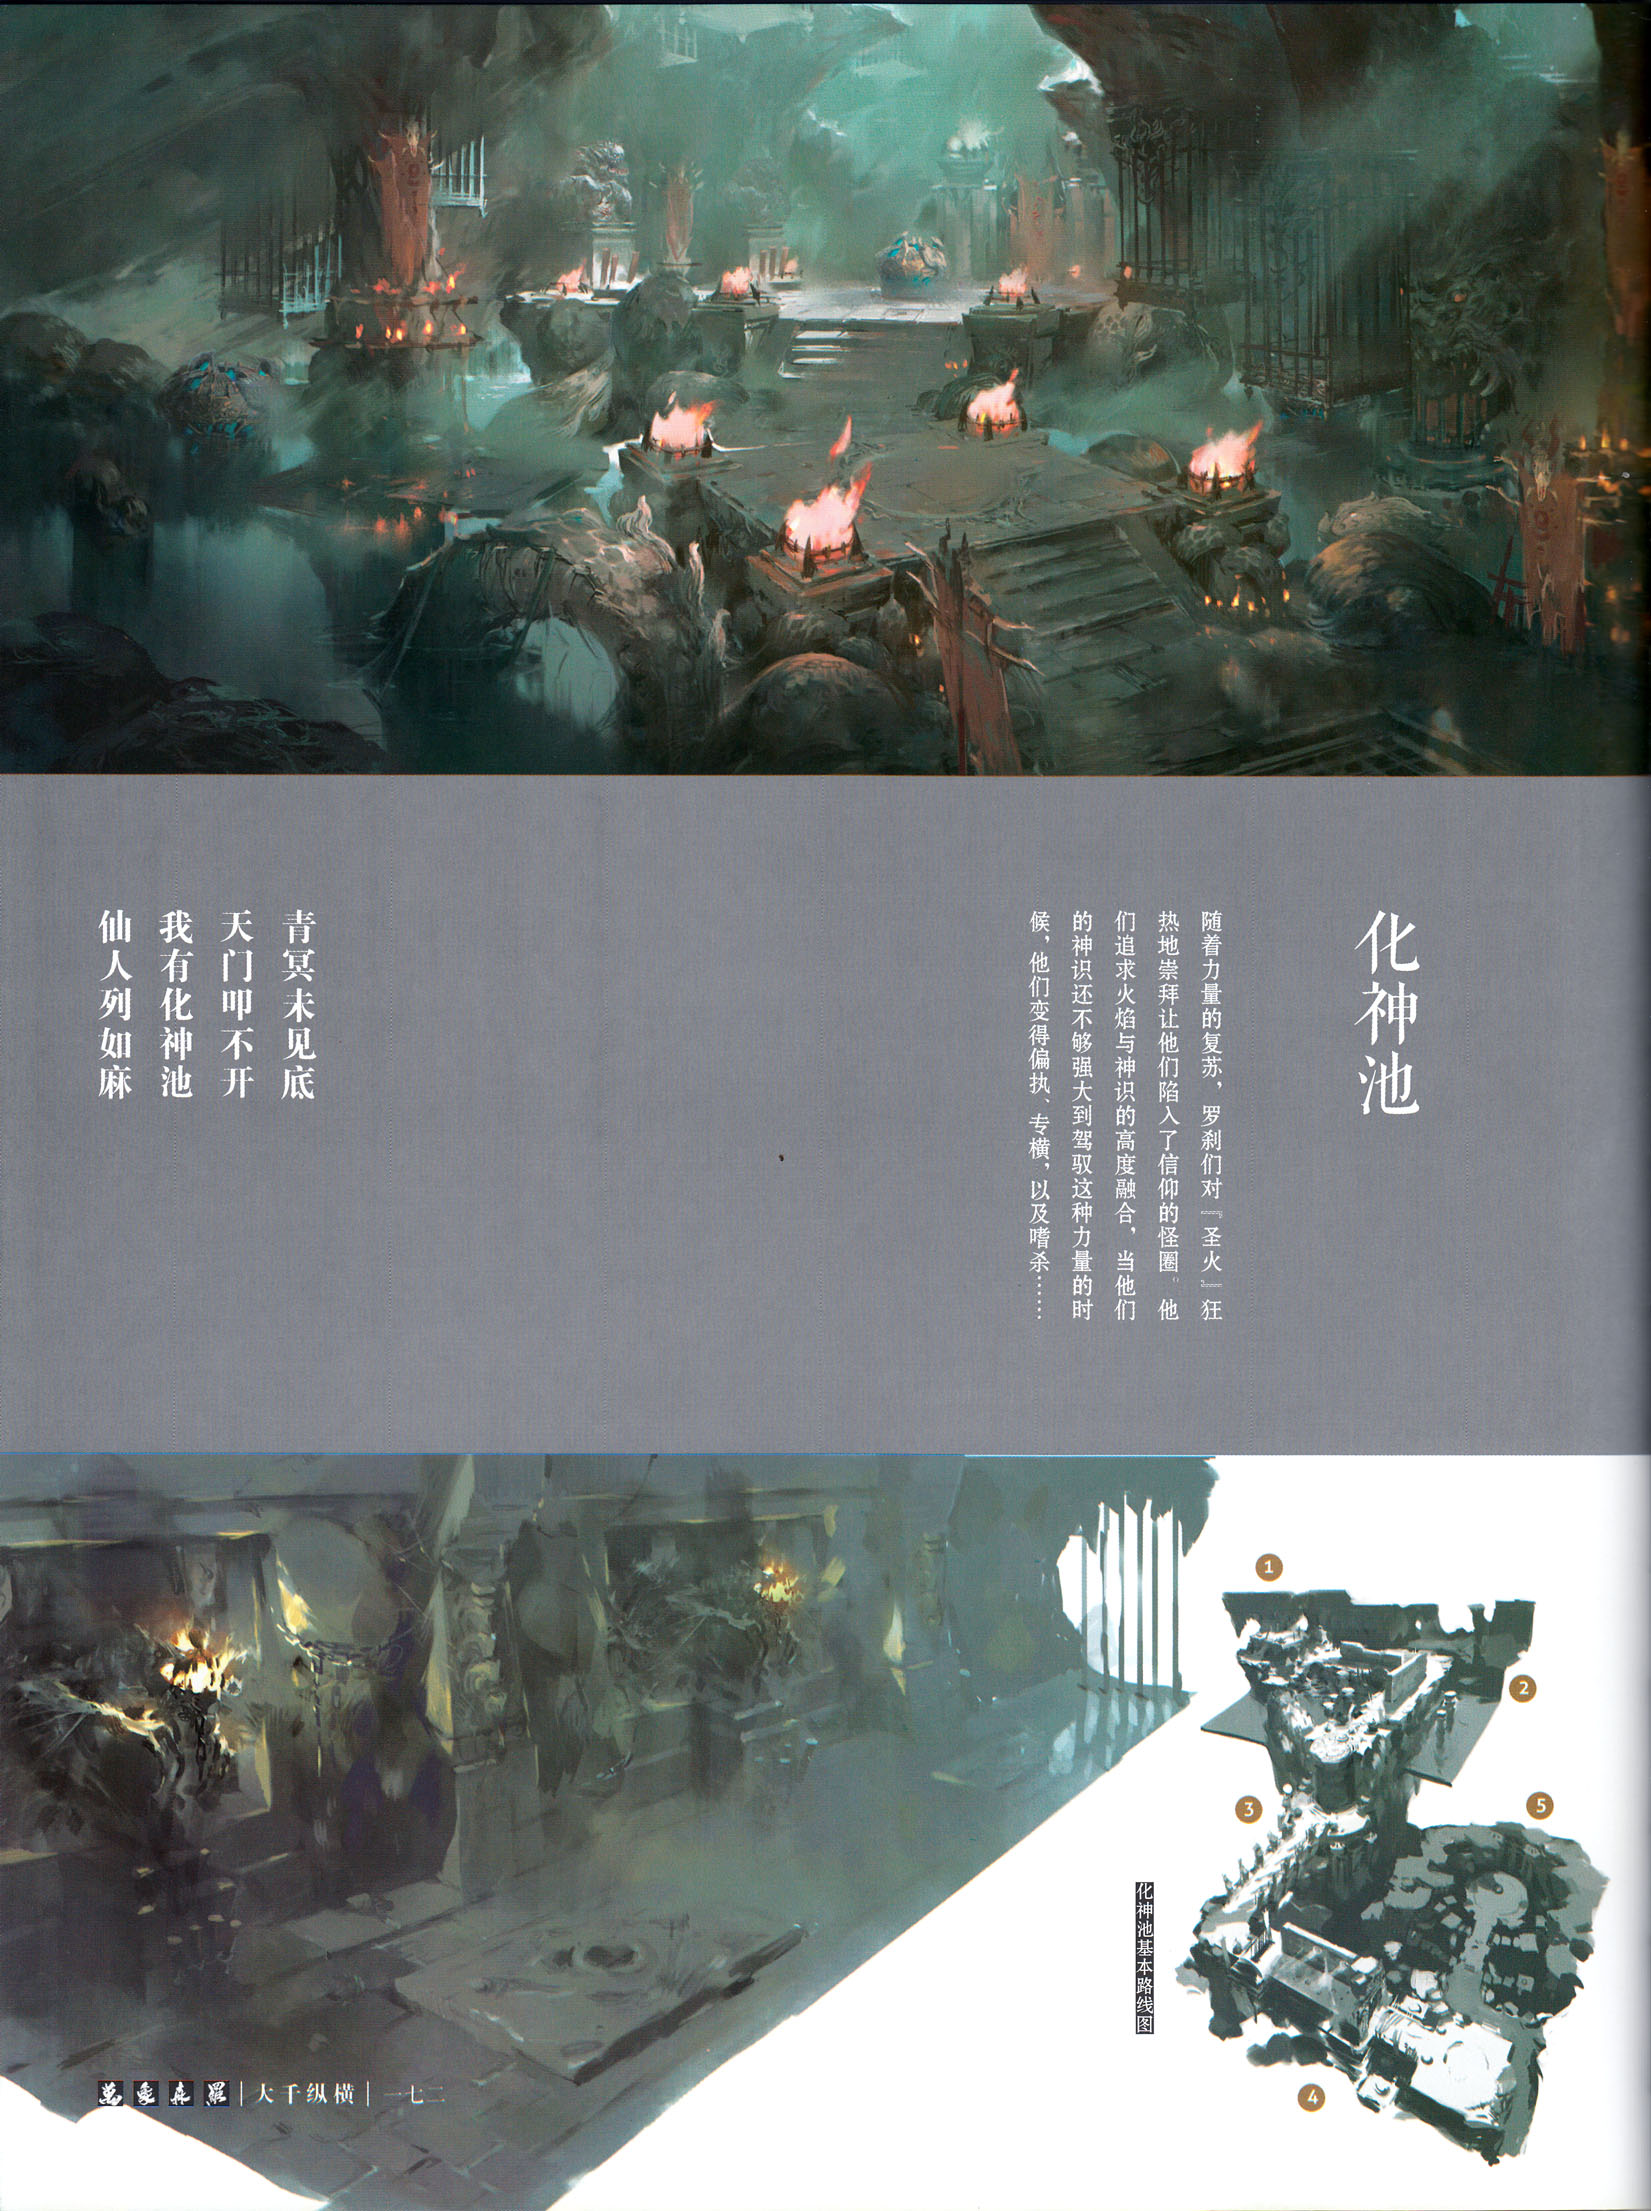 化神池
随着力量的复苏，罗刹们对『圣火』狂
热地崇拜让他们陷入了信仰的怪圈。他
们追求火焰与神识的高度融合，当他们
的神识还不够强大到驾驭这种力量的时
候，他们变得偏执、专横，以及嗜杀……
青冥未见底
天门叩不开
我有化神池
仙人列如麻
1
2
3
5
4
化神池基本路线图
萬象森羅|大千纵横|一七二